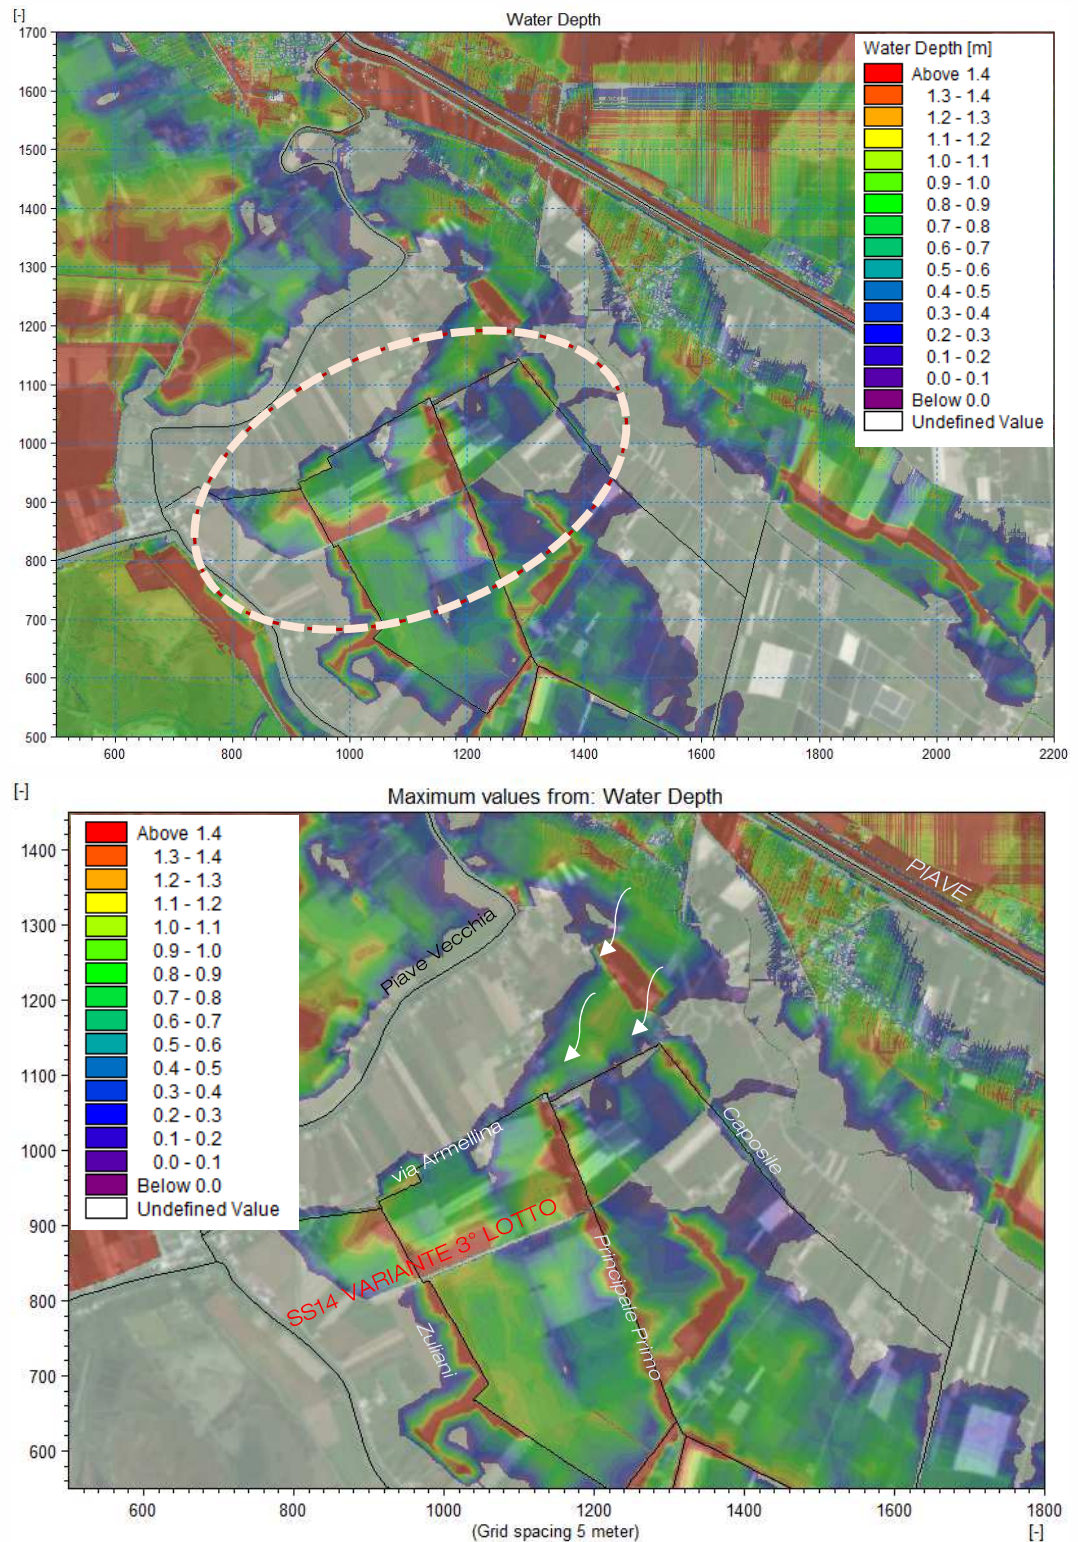 [-]
Water Depth
1700
1600
1500
1400
1300
1200
1100
1000
900
800
700
600
500
600
800
1000
1200
1400
1600
1800
2000
2200
Water Depth [m]
Above 1.4
1.3 - 1.4
1.2 - 1.3
1.1 - 1.2
1.0 - 1.1
0.9 - 1.0
0.8 - 0.9
0.7 - 0.8
0.6 - 0.7
0.5 - 0.6
0.4 - 0.5
0.3 - 0.4
0.2 - 0.3
0.1 - 0.2
0.0 - 0.1
Below 0.0
Undefined Value
[-]
Maximum values from: Water Depth
Above 1.4
1.3 - 1.4
1.2 - 1.3
1.1 - 1.2
1.0 - 1.1
0.9 - 1.0
0.8 - 0.9
0.7 - 0.8
0.6 - 0.7
0.5 - 0.6
0.4 - 0.5
0.3 - 0.4
0.2 - 0.3
0.1 - 0.2
0.0 - 0.1
Below 0.0
Undefined Value
1400
1300
1200
1100
1000
900
800
700
600
PIAVE
Piave Vecchia
via Armellina
Caposile
SS14 VARIANTE 3° LOTTO
Principale Primo
Zuliani
600
800
1000
1200
1400
1600
1800
(Grid spacing 5 meter)
[-]